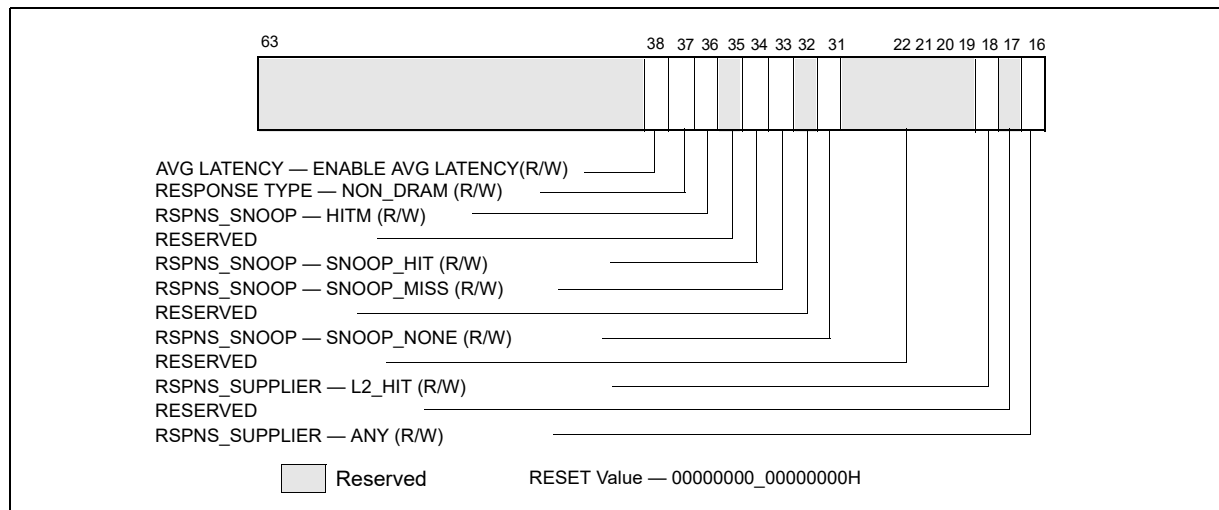 63 38 37 36 35 34 33 32 31 22 21 20 19 18 17 16
AVG LATENCY — ENABLE AVG LATENCY(R/W)
RESPONSE TYPE — NON_DRAM (R/W)
RSPNS_SNOOP — HITM (R/W)
RESERVED
RSPNS_SNOOP — SNOOP_HIT (R/W)
RSPNS_SNOOP — SNOOP_MISS (R/W)
RESERVED
RSPNS_SNOOP — SNOOP_NONE (R/W)
RESERVED
RSPNS_SUPPLIER — L2_HIT (R/W)
RESERVED
RSPNS_SUPPLIER — ANY (R/W)
Reserved RESET Value — 00000000_00000000H